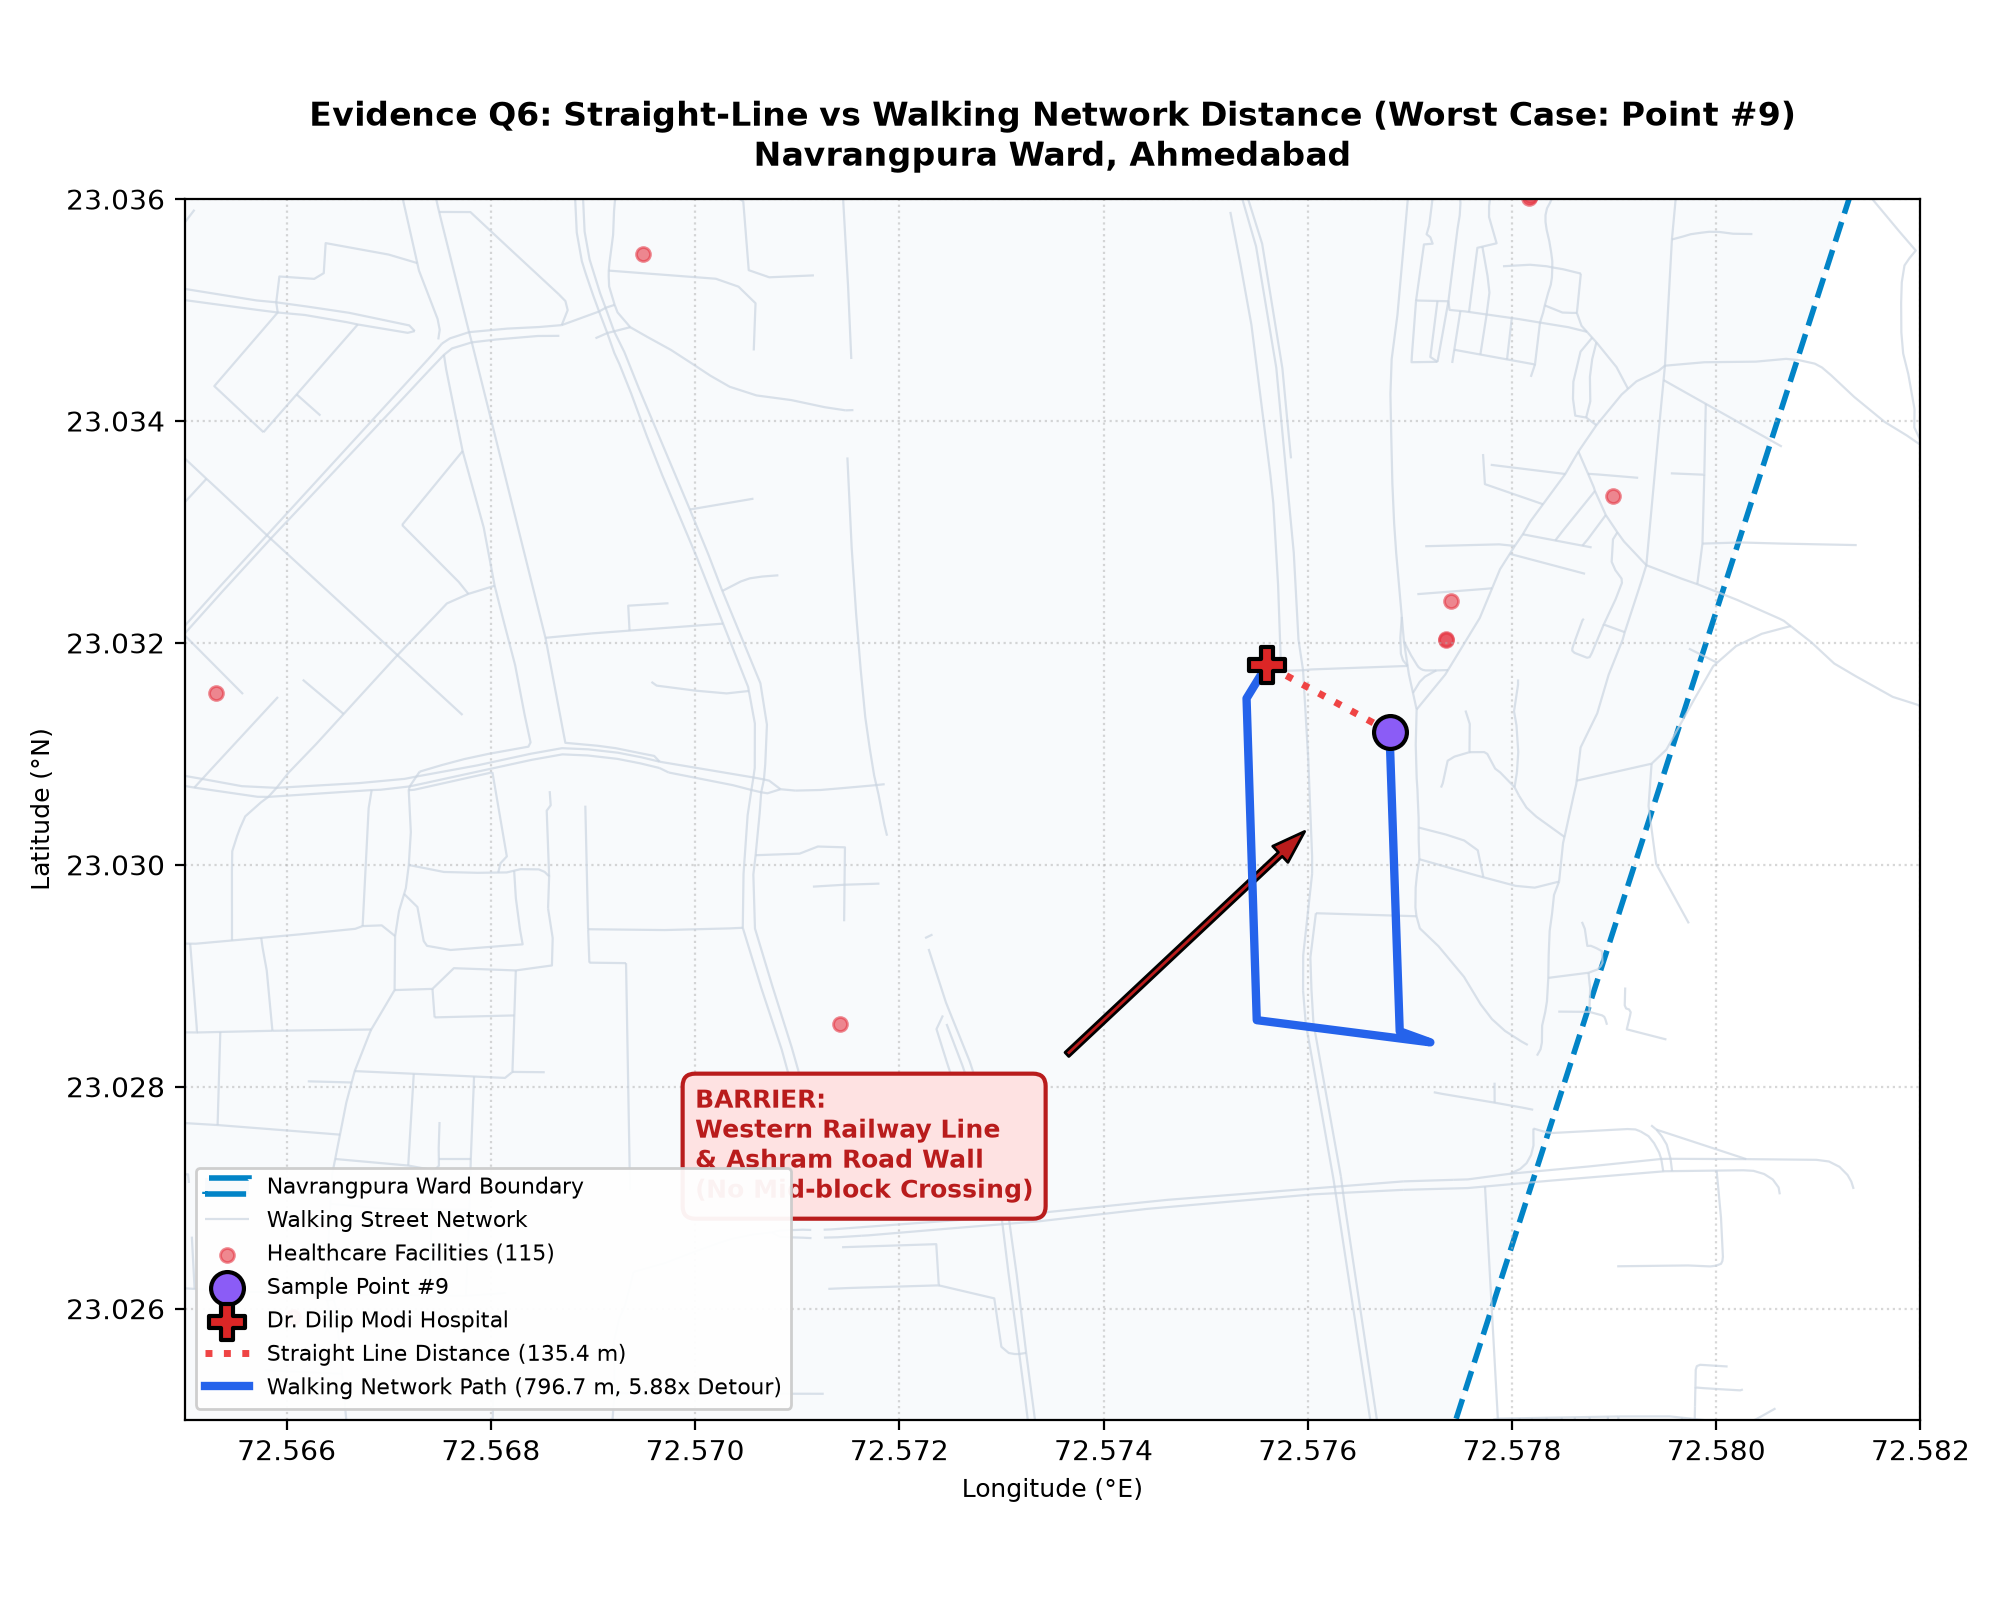 Evidence Q6: Straight-Line vs Walking Network Distance (Worst Case: Point #9)
Navrangpura Ward, Ahmedabad
23.036
23.034
23.032
23.030
23.028
23.026
Latitude (°N)
BARRIER:
Western Railway Line
& Ashram Road Wall
(No Mid-block Crossing)
Navrangpura Ward Boundary
Walking Street Network
Healthcare Facilities (115)
Sample Point #9
Dr. Dilip Modi Hospital
Straight Line Distance (135.4 m)
Walking Network Path (796.7 m, 5.88x Detour)
72.566 72.568 72.570 72.572 72.574 72.576 72.578 72.580 72.582
Longitude (°E)